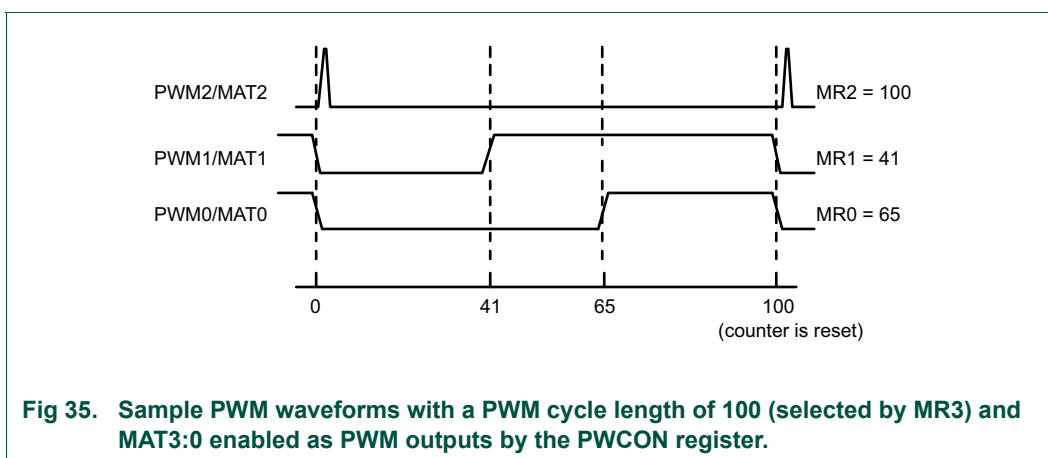 PWM2/MAT2 MR2 = 100
PWM1/MAT1 MR1 = 41
PWM0/MAT0 MR0 = 65
0 41 65 100
(counter is reset)
Fig 35. Sample PWM waveforms with a PWM cycle length of 100 (selected by MR3) and
MAT3:0 enabled as PWM outputs by the PWCON register.